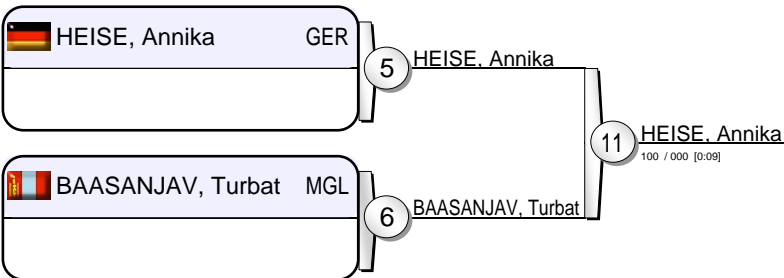 HEISE, Annika GER
5
HEISE, Annika
11
HEISE, Annika
100 / 000 [0:09]
BAASANJAV, Turbat MGL
6
BAASANJAV, Turbat